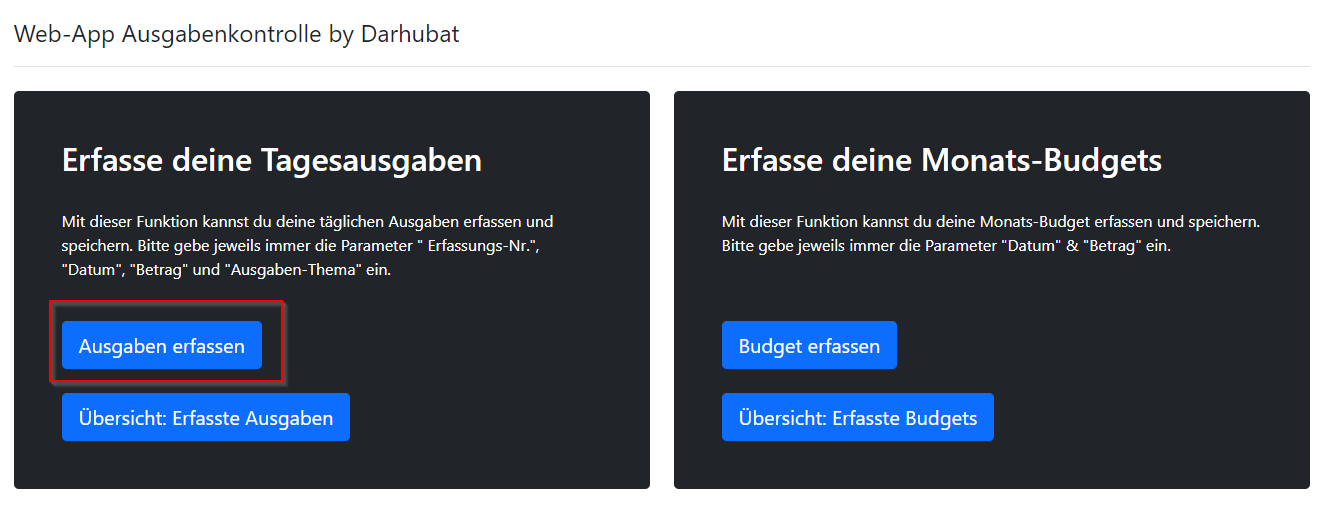 Web-App Ausgabenkontrolle by Darhubat
Erfasse deine Tagesausgaben
Mit dieser Funktion kannst du deine täglichen Ausgaben erfassen und
speichern. Bitte gebe jeweils immer die Parameter " Erfassungs-Nr.",
"Datum", "Betrag" und "Ausgaben-Thema" ein.
Ausgaben erfassen
Übersicht: Erfasste Ausgaben
Erfasse deine Monats-Budgets
Mit dieser Funktion kannst du deine Monats-Budget erfassen und speichern.
Bitte gebe jeweils immer die Parameter "Datum" & "Betrag" ein.
Budget erfassen
Übersicht: Erfasste Budgets